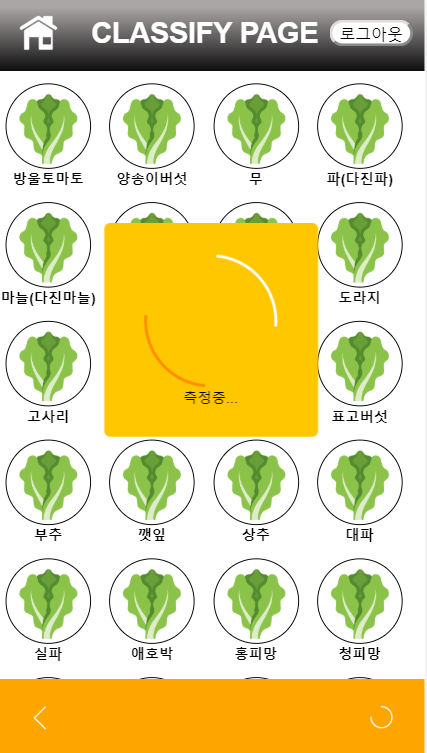 CLASSIFY PAGE
로그아웃
방울토마토
양송이버섯
무
파(다진파)
마늘(다진마늘)
도라지
측정중...
고사리
표고버섯
부추
깻잎
상추
대파
실파
애호박
홍피망
청피망